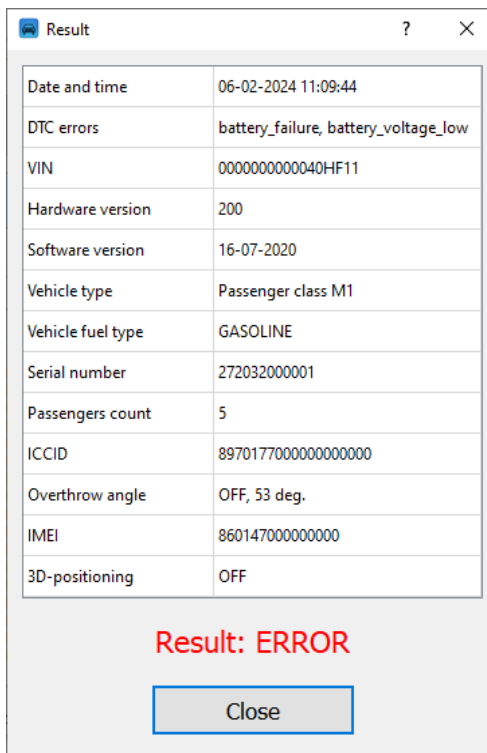 Result ?
Date and time 06-02-2024 11:09:44
DTC errors battery_failure, battery_voltage_low
VIN 0000000000040HF11
Hardware version 200
Software version 16-07-2020
Vehicle type Passenger class M1
Vehicle fuel type GASOLINE
Serial number 272032000001
Passengers count 5
ICCID 8970177000000000000
Overthrow angle OFF, 53 deg.
IMEI 860147000000000
3D-positioning OFF
Result: ERROR
Close